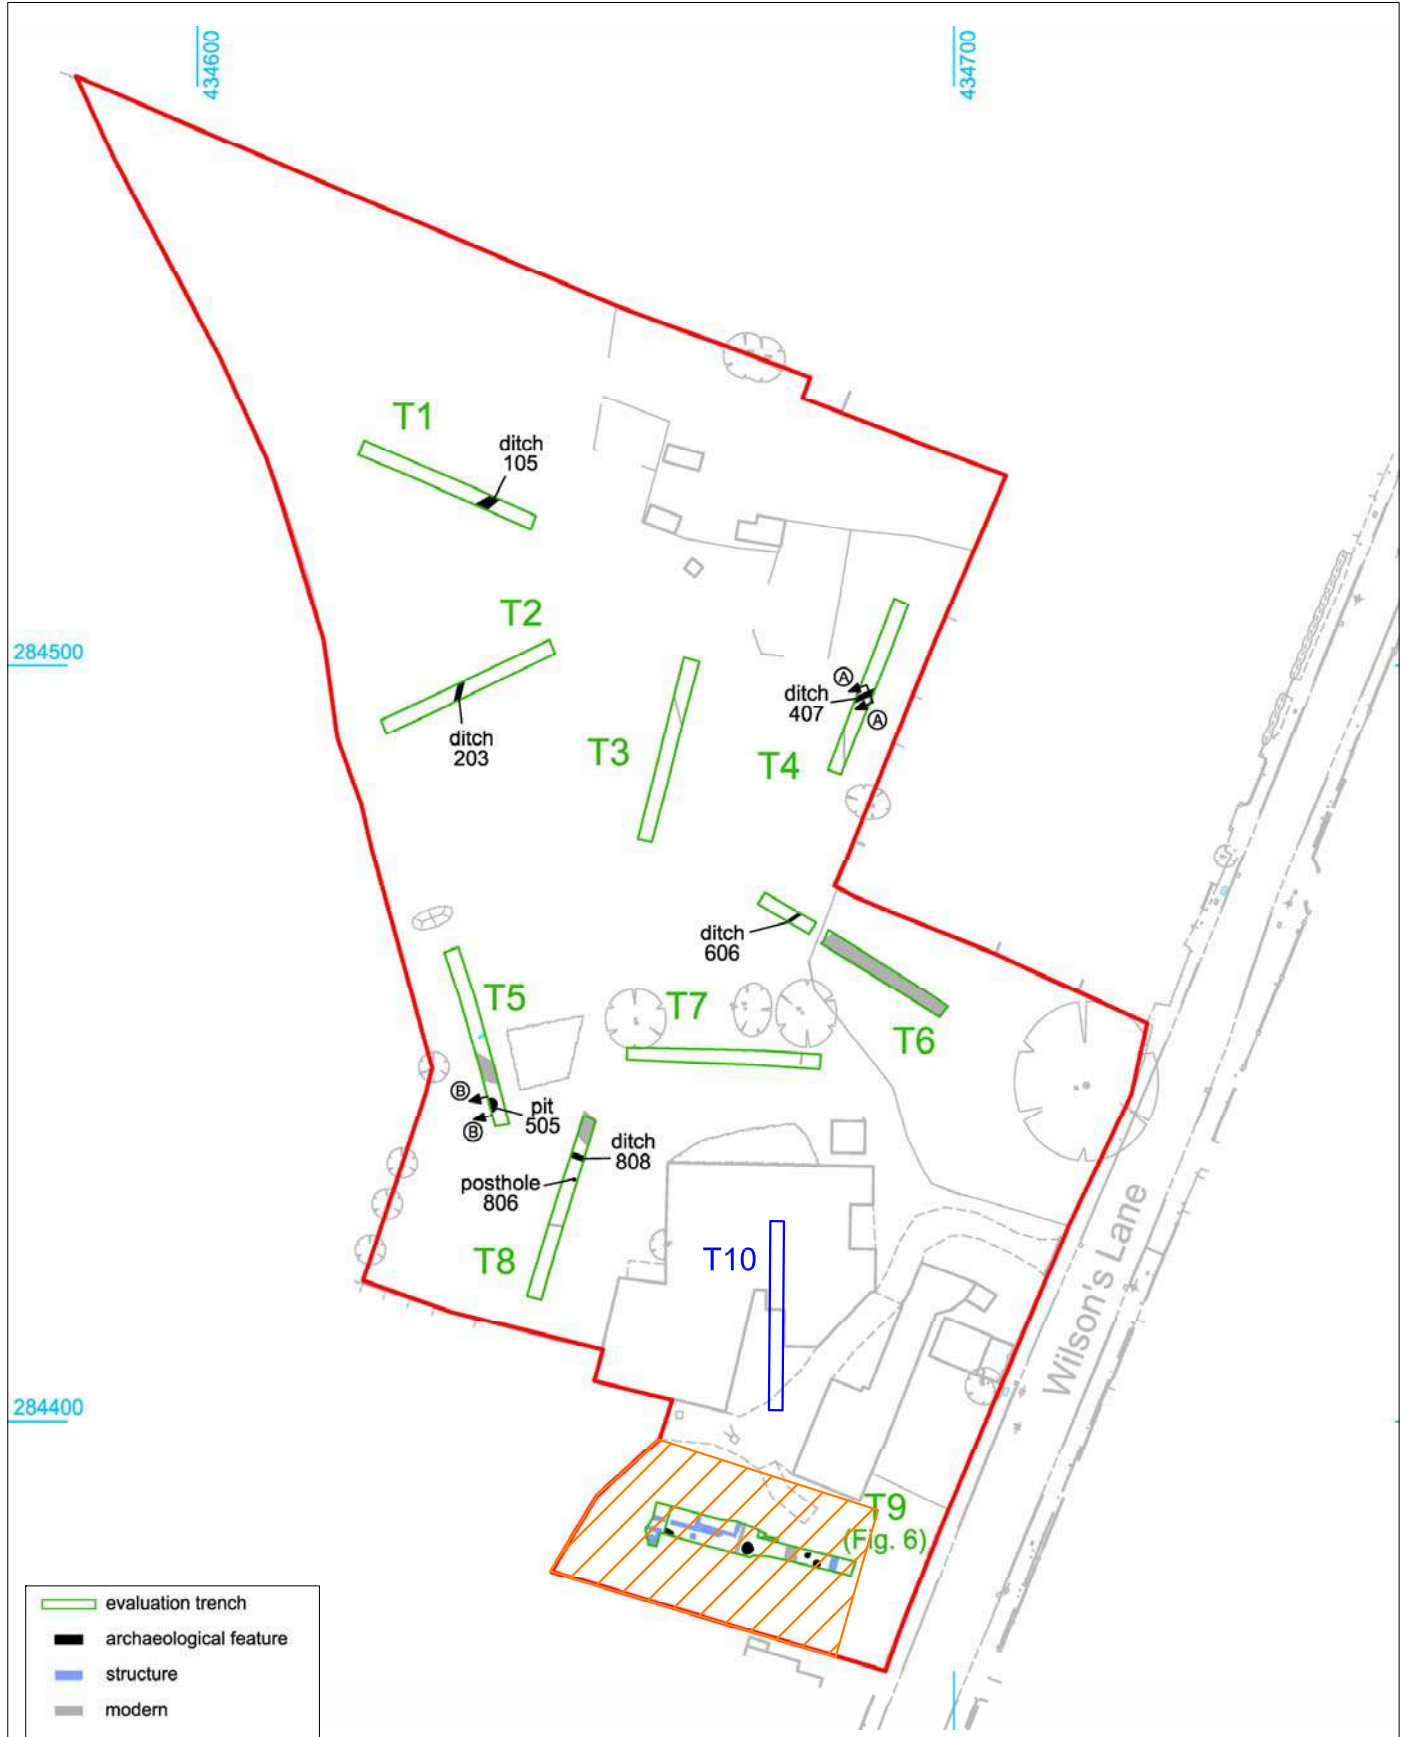 434600
434700
T1
ditch
105
T2
284500
ditch
203
T3
A
ditch
407
A
T4
ditch
606
T5
T7
T6
B
pit
505
B
ditch
808
posthole
806
T8
T10
Wilson's Lane
284400
T9
(Fig. 6)
evaluation trench
archaeological feature
structure
modern